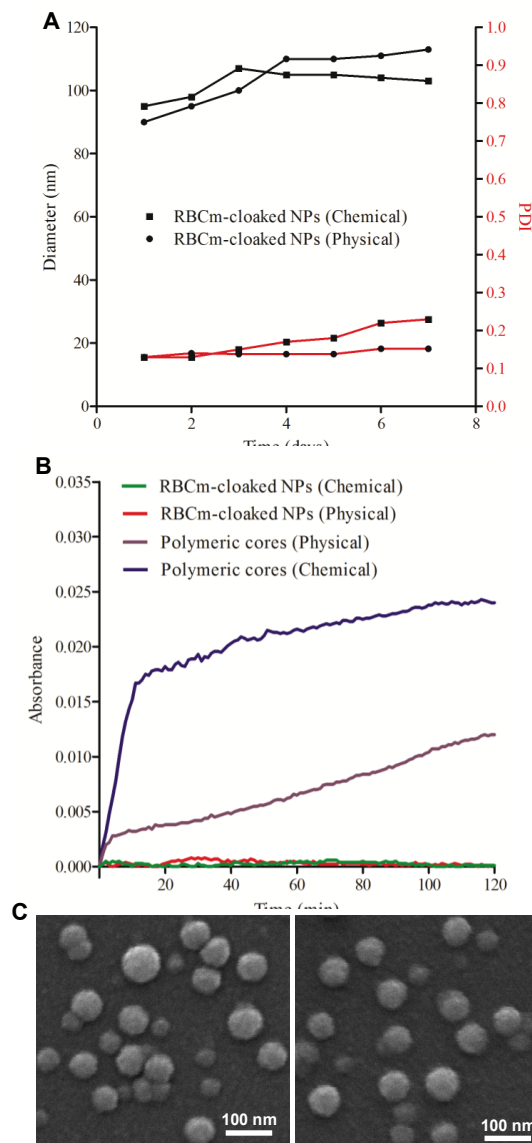 A
120
100
80
60
40
20
0
Diameter (nm)
1.0
0.9
0.8
0.7
0.6
0.5
0.4
0.3
0.2
0.1
0.0
PDI
RBCm-cloaked NPs (Chemical)
RBCm-cloaked NPs (Physical)
0 2 4 6 8
Time (days)
B
0.035
0.030
0.025
0.020
0.015
0.010
0.005
0.000
Absorbance
RBCm-cloaked NPs (Chemical)
RBCm-cloaked NPs (Physical)
Polymeric cores (Physical)
Polymeric cores (Chemical)
20 40 60 80 100 120
Time (min)
C
100 nm
100 nm